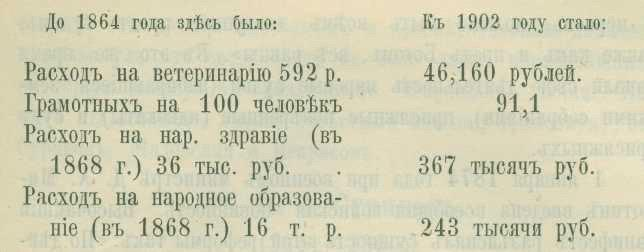 До 1864 года здѣсь было: Къ 1902 году стало:
Расходъ на ветеринарію 592 р. 46,160 рублей.
Грамотныхъ на 100 человѣкъ 91,1
Расходъ на нар. здравіе (въ
1868 г.) 36 тыс. руб. . 367 тысячъ руб.
Расходъ на народное образова-
ніе (въ 1868 г.) 16 т. р. 243 тысячи руб.